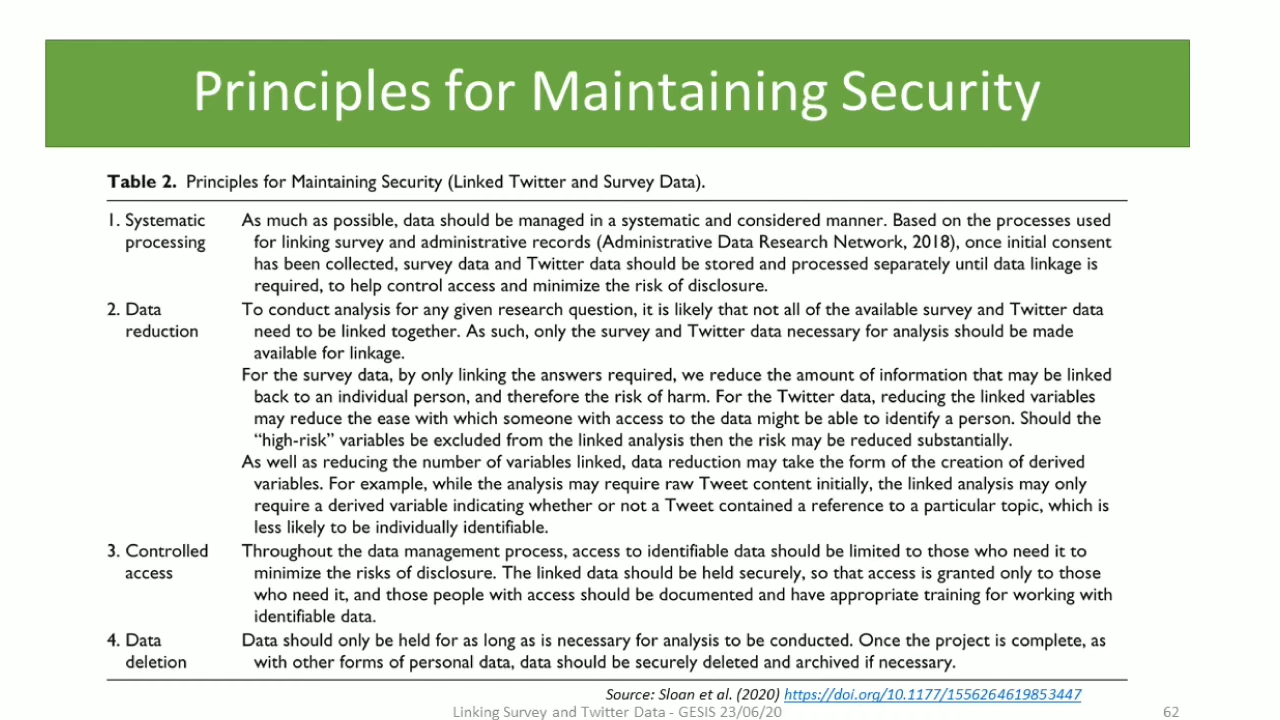 Principles for Maintaining Security
Table 2. Principles for Maintaining Security (Linked Twitter and Survey Data).
1. Systematic processing
As much as possible, data should be managed in a systematic and considered manner. Based on the processes used
for linking survey and administrative records (Administrative Data Research Network, 2018), once initial consent
has been collected, survey data and Twitter data should be stored and processed separately until data linkage is
required, to help control access and minimize the risk of disclosure.
2. Data reduction
To conduct analysis for any given research question, it is likely that not all of the available survey and Twitter data
need to be linked together. As such, only the survey and Twitter data necessary for analysis should be made
available for linkage.
For the survey data, by only linking the answers required, we reduce the amount of information that may be linked
back to an individual person, and therefore the risk of harm. For the Twitter data, reducing the linked variables
may reduce the ease with which someone with access to the data might be able to identify a person. Should the
“high-risk” variables be excluded from the linked analysis then the risk may be reduced substantially.
As well as reducing the number of variables linked, data reduction may take the form of the creation of derived
variables. For example, while the analysis may require raw Tweet content initially, the linked analysis may only
require a derived variable indicating whether or not a Tweet contained a reference to a particular topic, which is
less likely to be individually identifiable.
3. Controlled access
Throughout the data management process, access to identifiable data should be limited to those who need it to
minimize the risks of disclosure. The linked data should be held securely, so that access is granted only to those
who need it, and those people with access should be documented and have appropriate training for working with
identifiable data.
4. Data deletion
Data should only be held for as long as is necessary for analysis to be conducted. Once the project is complete, as
with other forms of personal data, data should be securely deleted and archived if necessary.
Source: Sloan et al. (2020) https://doi.org/10.1177/1556264619853447
Linking Survey and Twitter Data - GESIS 23/06/20
62